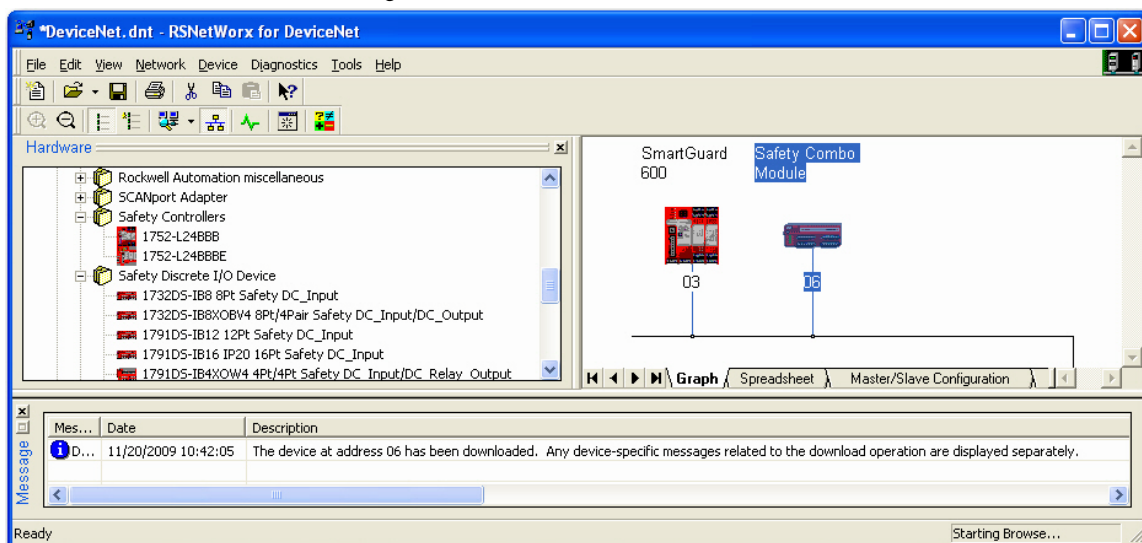 *DeviceNet.dnt - RSNetWorx for DeviceNet
File Edit View Network Device Diagnostics Tools Help
Hardware
Rockwell Automation miscellaneous
SCANport Adapter
Safety Controllers
1752-L24BBB
1752-L24BBBE
Safety Discrete I/O Device
1732DS-IB8 8Pt Safety DC_Input
1732DS-IB8XOBV4 8Pt/4Pair Safety DC_Input/DC_Output
1791DS-IB12 12Pt Safety DC_Input
1791DS-IB16 IP20 16Pt Safety DC_Input
1791DS-IB4XOW4 4Pt/4Pt Safety DC_Input/DC_Relay_Output
SmartGuard
600
Safety Combo
Module
03
06
Graph Spreadsheet Master/Slave Configuration
Message
Mes... Date Description
D... 11/20/2009 10:42:05 The device at address 06 has been downloaded. Any device-specific messages related to the download operation are displayed separately.
Ready Starting Browse...